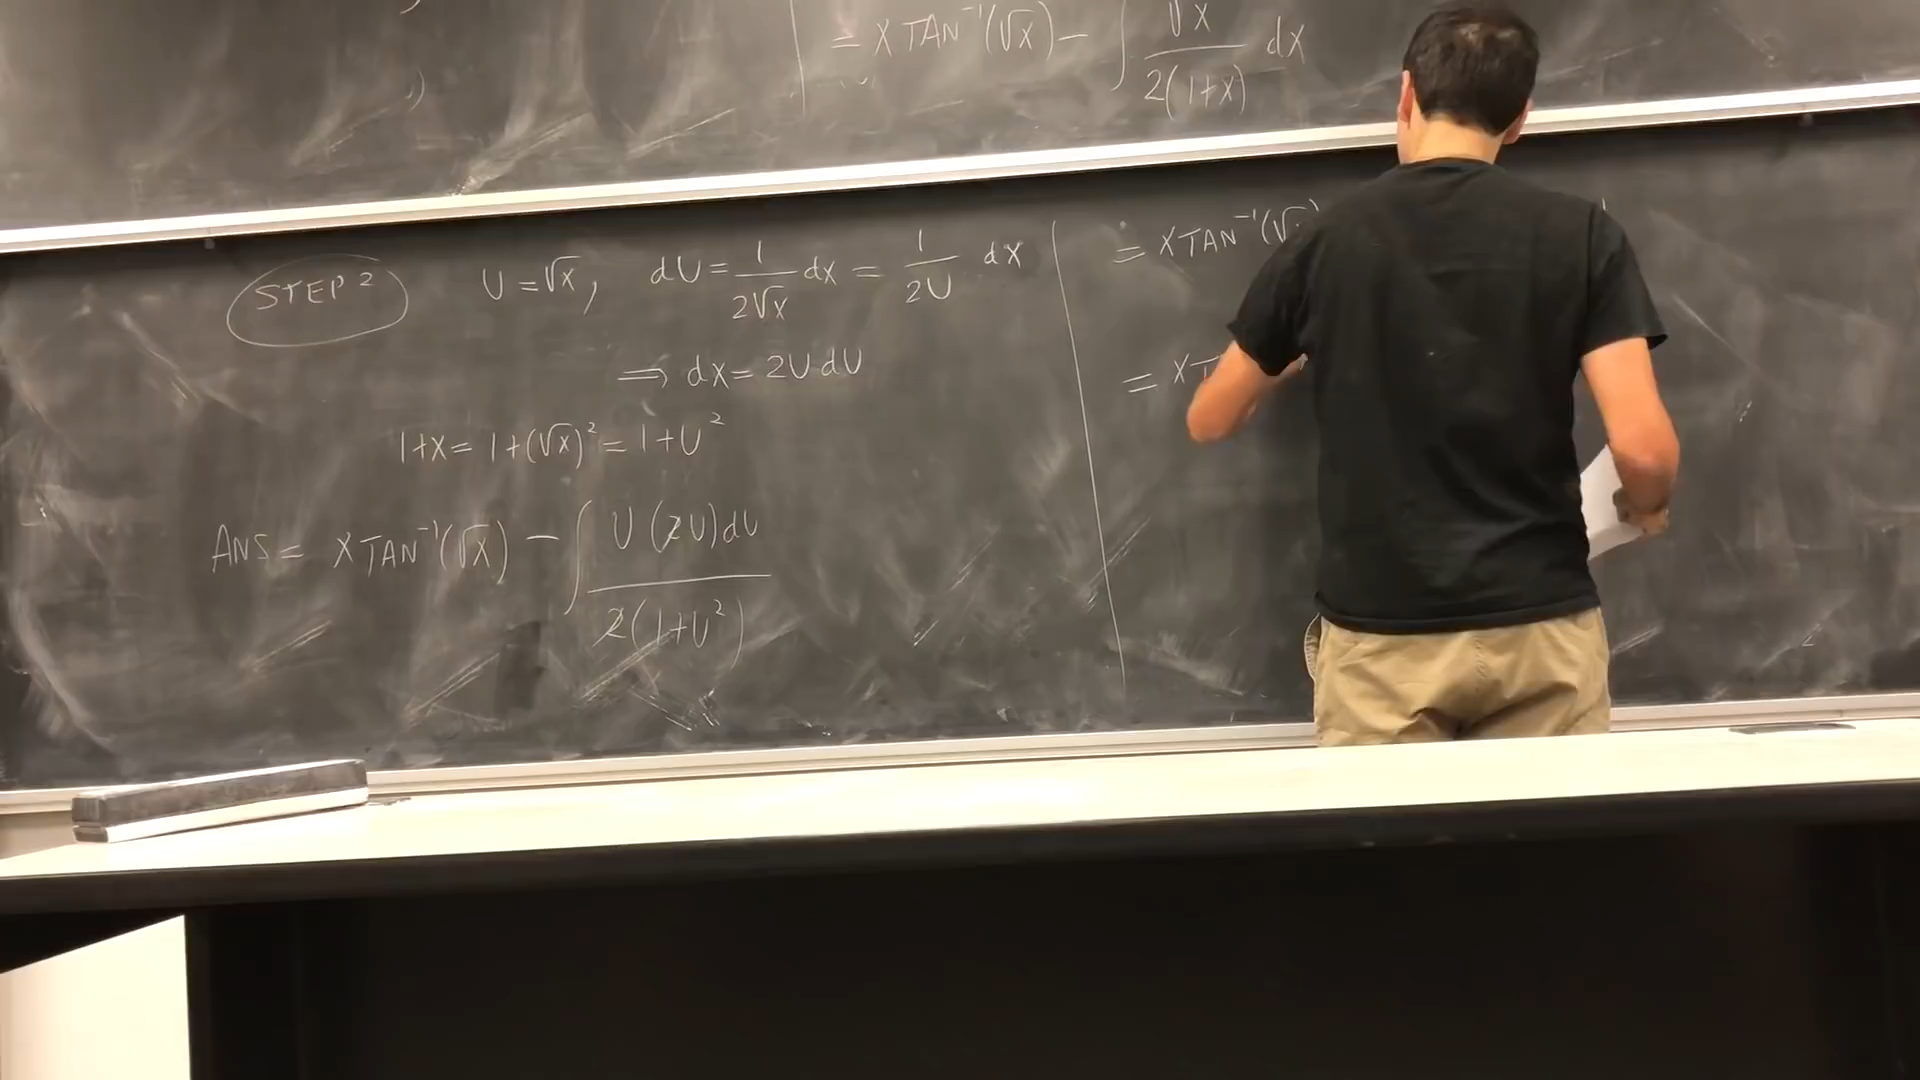 = X TAN⁻¹(√X) − ∫ √X / 2(1+X) dX
STEP 2
U = √X, dU = 1/2√X dX = 1/2U dX
⟹ dX = 2U dU
1+X = 1+(√X)² = 1+U²
ANS = X TAN⁻¹(√X) − ∫ U (2U) dU / 2(1+U²)
= X TAN⁻¹(√
= X T